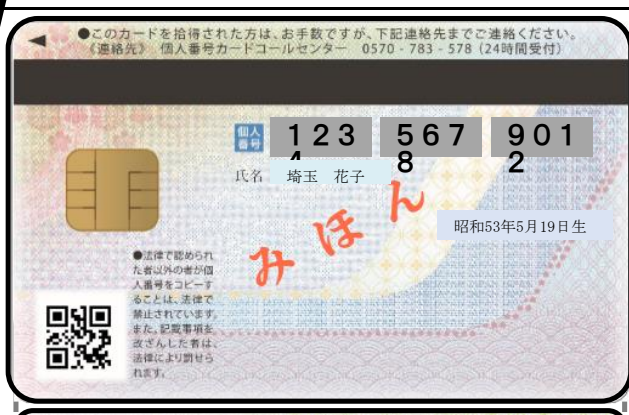 ●このカードを拾得された方は、お手数ですが、下記連絡先までご連絡ください。
《連絡先》 個人番号カードコールセンター 0570-783-578（24時間受付）
個人番号 1234 5678 9012
氏名 埼玉 花子
みほん
昭和53年5月19日生
●法律で認められ
た者以外の者が個
人番号をコピーす
ることは、法律で
禁止されています。
また、記載事項を
改ざんした者は、
法律により罰せら
れます。